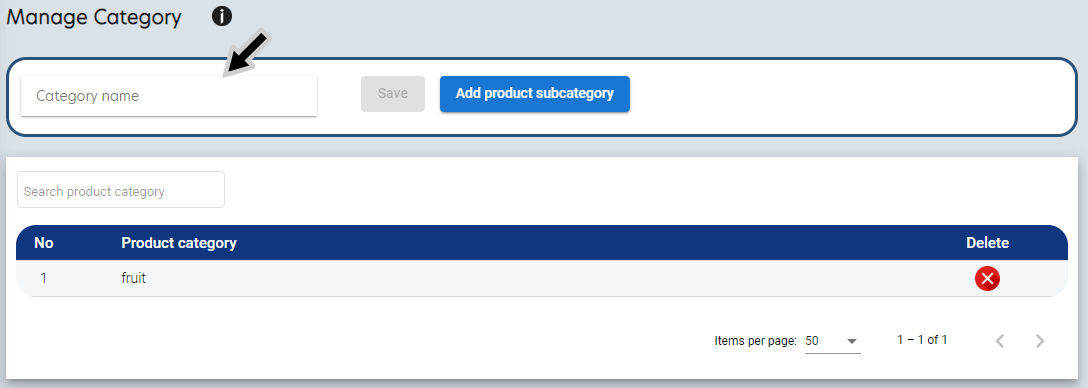 Manage Category i
Category name Save Add product subcategory
Search product category
No Product category Delete
1 fruit
Items per page: 50 1 – 1 of 1